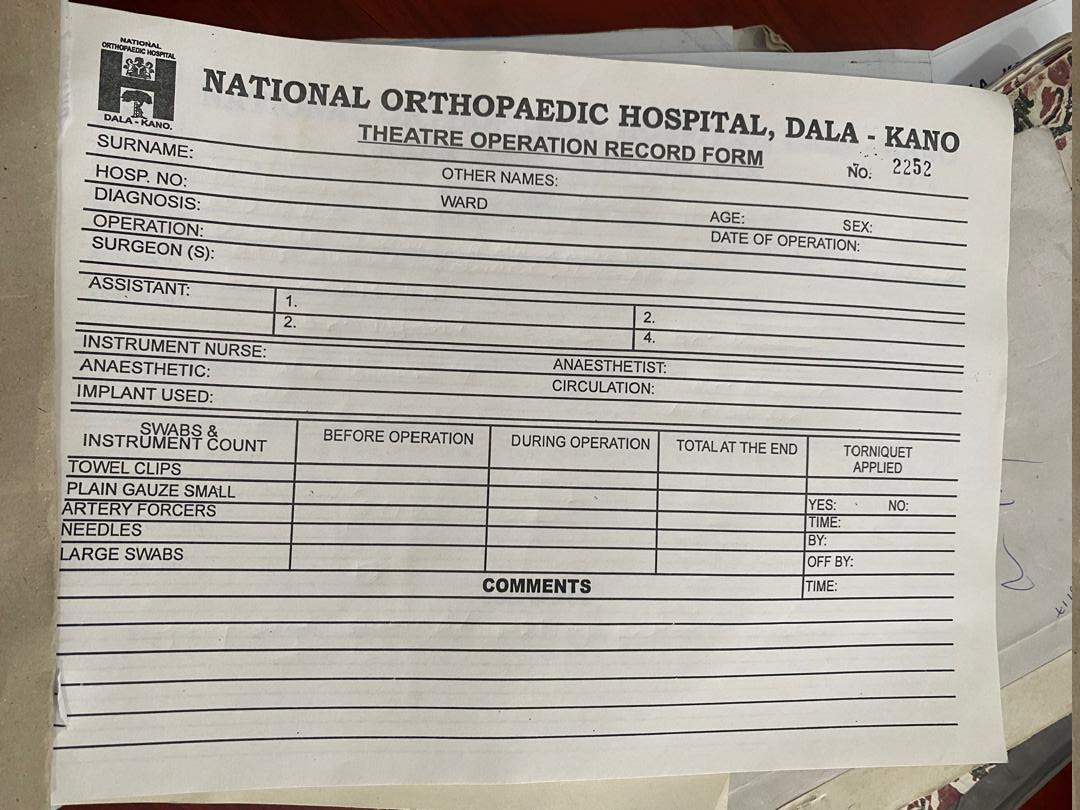 NATIONAL
ORTHOPAEDIC HOSPITAL
DALA - KANO.
NATIONAL ORTHOPAEDIC HOSPITAL, DALA - KANO
THEATRE OPERATION RECORD FORM
NO. 2252
SURNAME: OTHER NAMES:
HOSP. NO: WARD AGE: SEX:
DIAGNOSIS: DATE OF OPERATION:
OPERATION:
SURGEON (S):
ASSISTANT: 1. 2.
2. 4.
INSTRUMENT NURSE: ANAESTHETIST:
ANAESTHETIC: CIRCULATION:
IMPLANT USED:
SWABS &
INSTRUMENT COUNT BEFORE OPERATION DURING OPERATION TOTAL AT THE END TORNIQUET
APPLIED
TOWEL CLIPS
PLAIN GAUZE SMALL YES: NO:
ARTERY FORCERS TIME:
NEEDLES BY:
LARGE SWABS OFF BY:
COMMENTS TIME: